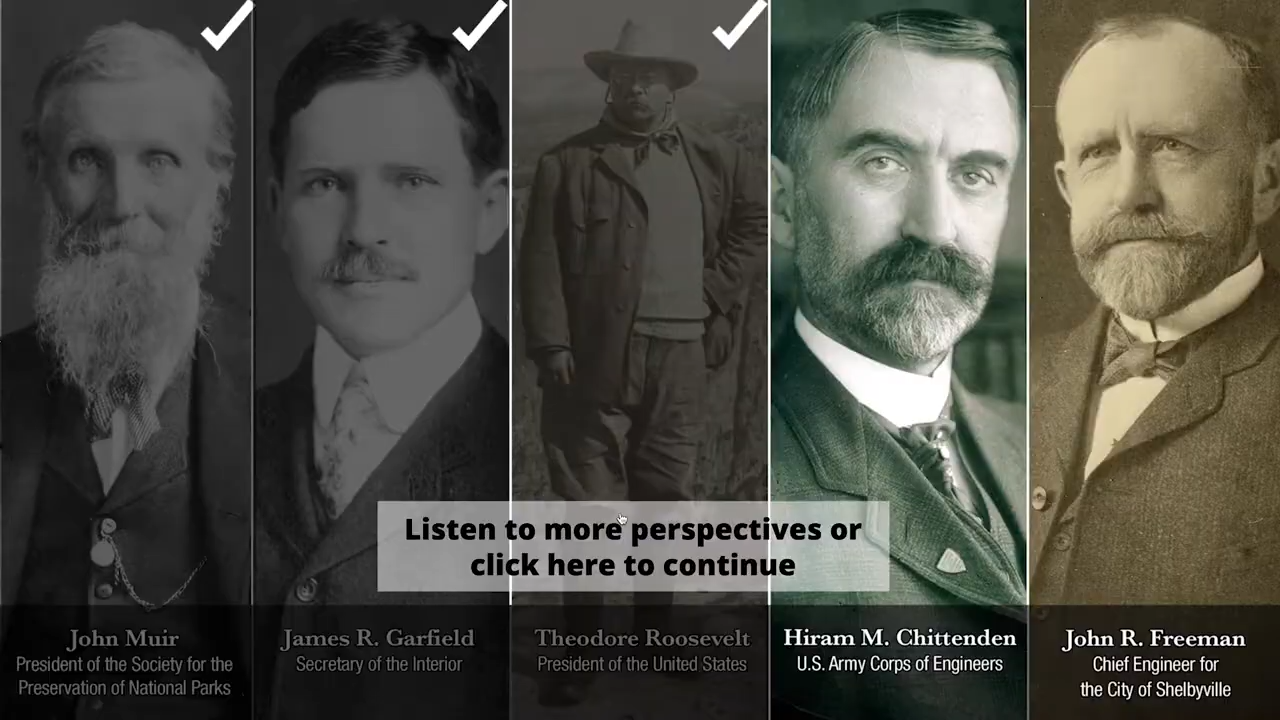 Listen to more perspectives or
click here to continue
John Muir
President of the Society for the
Preservation of National Parks
James R. Garfield
Secretary of the Interior
Theodore Roosevelt
President of the United States
Hiram M. Chittenden
U.S. Army Corps of Engineers
John R. Freeman
Chief Engineer for
the City of Shelbyville